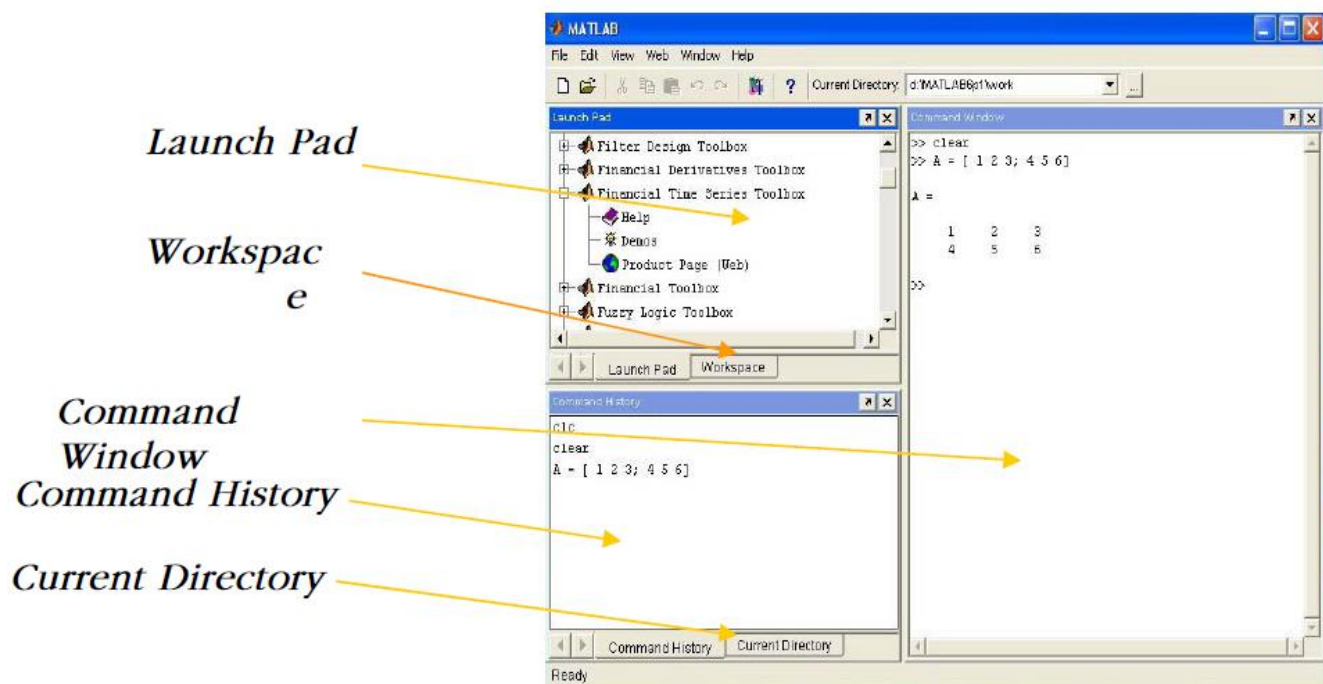 MATLAB
File Edit View Web Window Help
Current Directory: d:\MATLAB6p1\work
...
Launch Pad
Launch Pad
Filter Design Toolbox
Financial Derivatives Toolbox
Financial Time Series Toolbox
Help
Demos
Product Page (Web)
Financial Toolbox
Fuzzy Logic Toolbox
Launch Pad Workspace
Workspac
e
Command Window
>> clear
>> A = [ 1 2 3; 4 5 6]
A =
1 2 3
4 5 6
>>
Command
Window
Command History
Command History
clc
clear
A = [ 1 2 3; 4 5 6]
Current Directory
Command History Current Directory
Ready